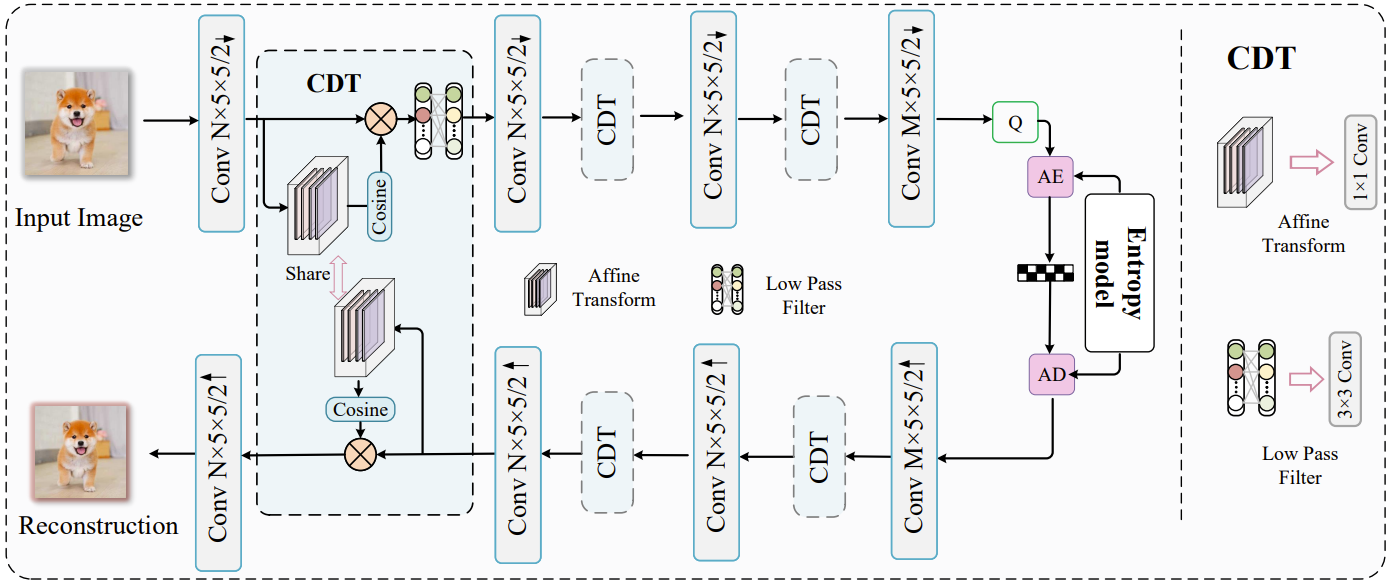 Input Image
Conv N×5×5/2↓
CDT
Cosine
Share
Cosine
Conv N×5×5/2↓
CDT
Conv N×5×5/2↓
CDT
Conv M×5×5/2↓
Q
AE
Entropy
model
AD
Affine
Transform
Low Pass
Filter
Reconstruction
Conv N×5×5/2↑
Conv N×5×5/2↑
CDT
Conv N×5×5/2↑
CDT
Conv M×5×5/2↑
CDT
1×1 Conv
Affine
Transform
3×3 Conv
Low Pass
Filter